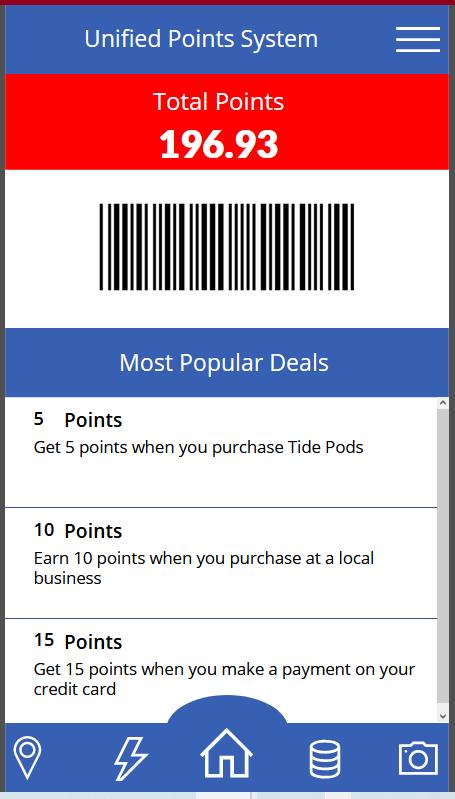 Unified Points System
Total Points
196.93
Most Popular Deals
5 Points
Get 5 points when you purchase Tide Pods
10 Points
Earn 10 points when you purchase at a local
business
15 Points
Get 15 points when you make a payment on your
credit card